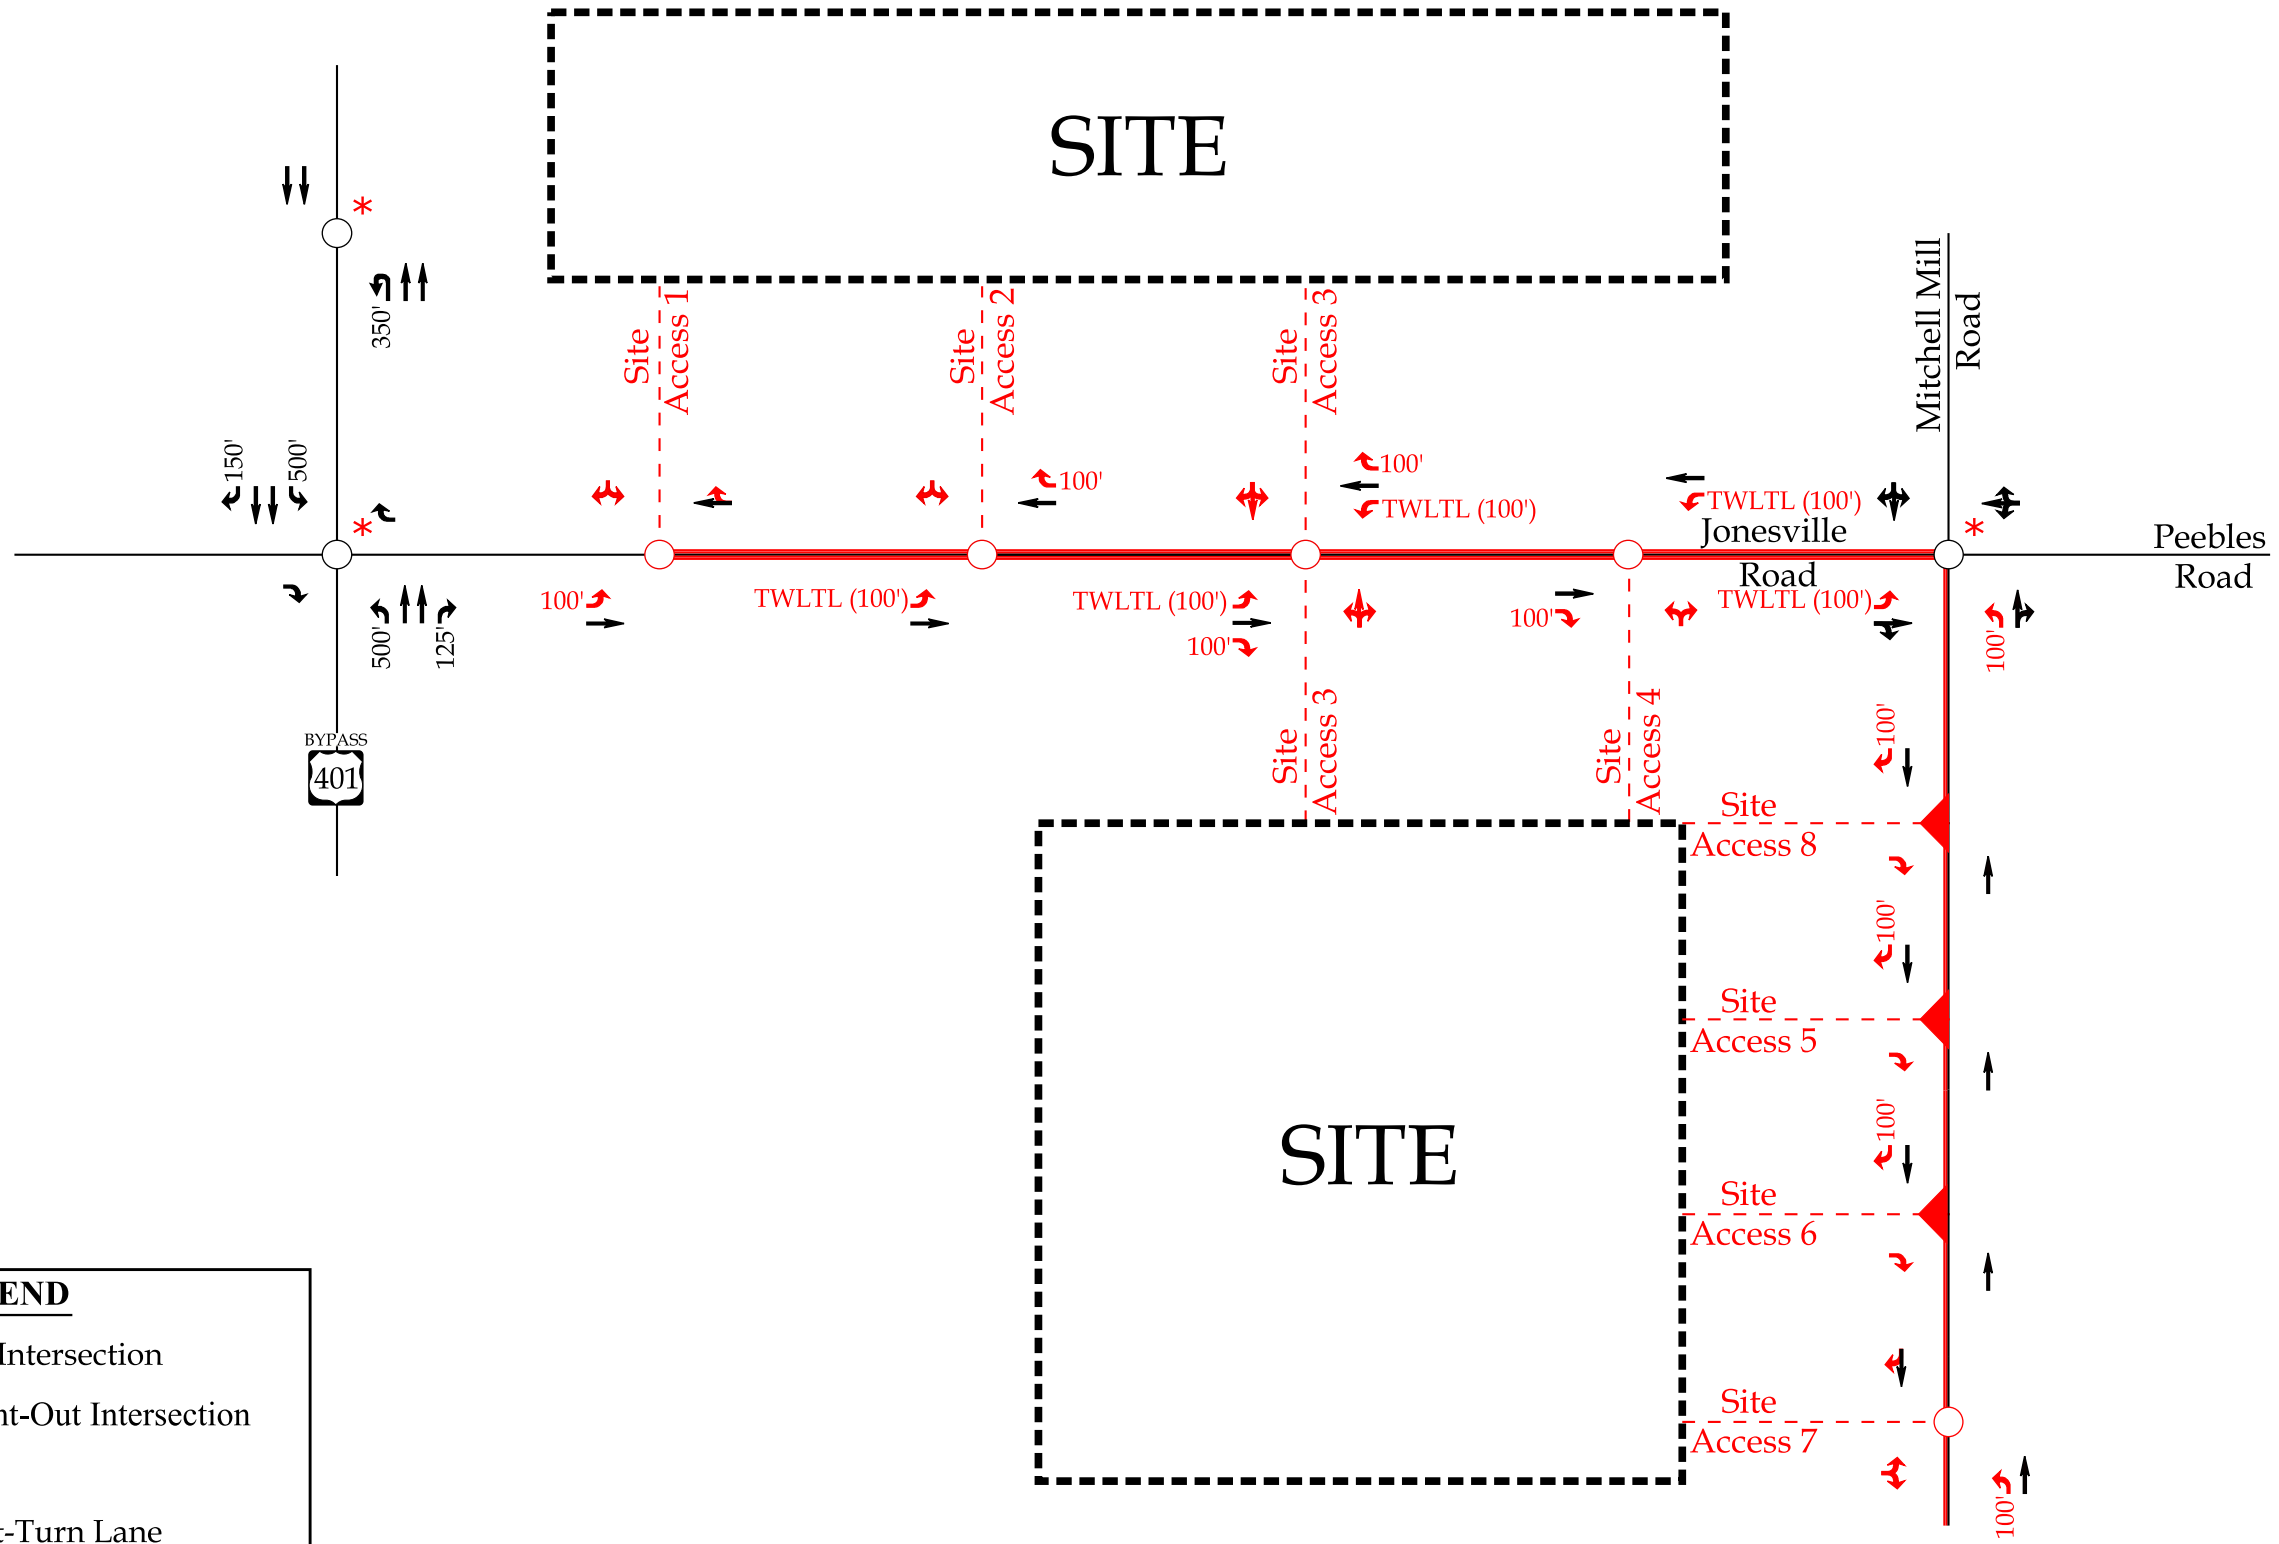 SITE
Site
Access 1
Site
Access 2
Site
Access 3
Mitchell Mill
Road
350'
150'
500'
100'
100'
TWLTL (100')
TWLTL (100')
Jonesville
Road
Peebles
Road
500'
125'
100'
TWLTL (100')
TWLTL (100')
100'
100'
TWLTL (100')
100'
BYPASS
401
Site
Access 3
Site
Access 4
100'
Site
Access 8
100'
Site
Access 5
100'
SITE
Site
Access 6
Site
Access 7
100'
END
Intersection
nt-Out Intersection
t-Turn Lane